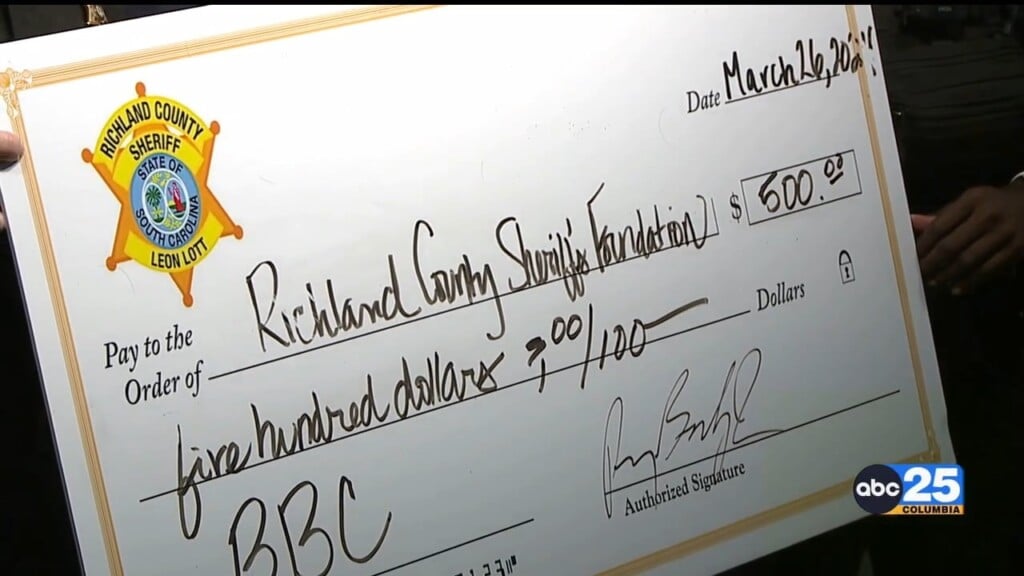 Date March 26, 202
RICHLAND COUNTY
SHERIFF
STATE OF
SOUTH CAROLINA
LEON LOTT
Pay to the
Order of Richland County Sheriff's Foundation $ 500.00
five hundred dollars & 00/100 Dollars
Authorized Signature
BBC
abc 25
COLUMBIA